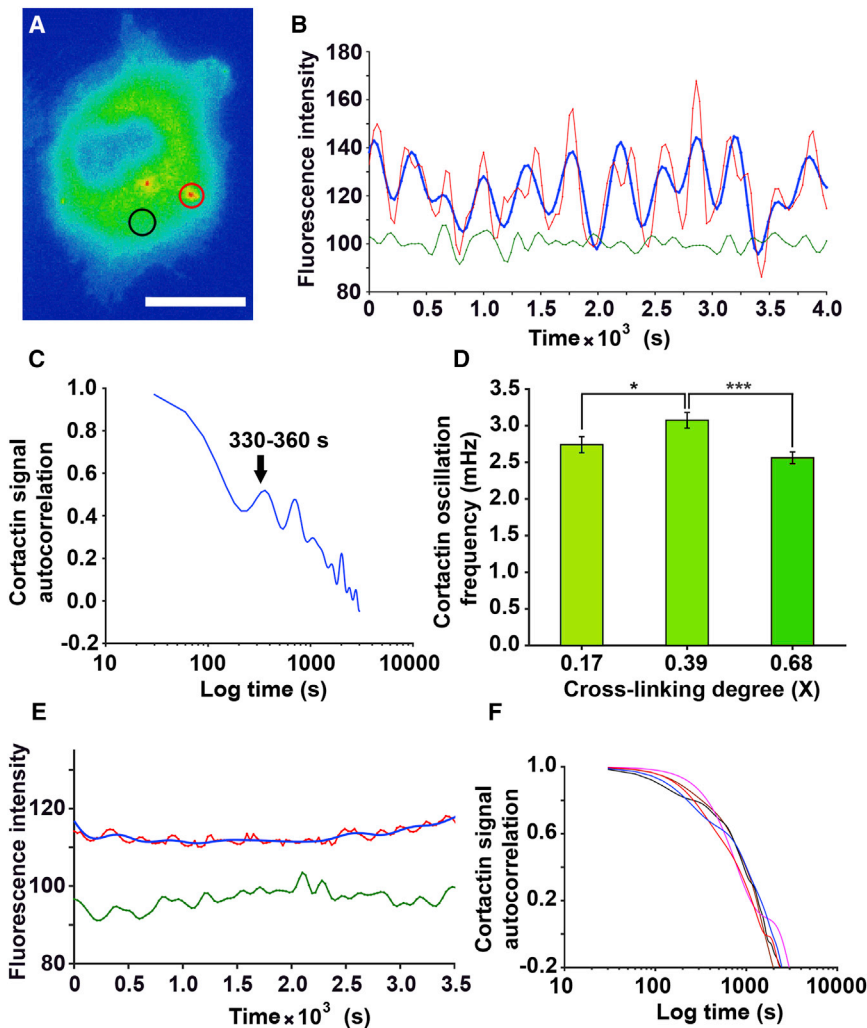 A
B
Fluorescence intensity
180
160
140
120
100
80
0 0.5 1.0 1.5 2.0 2.5 3.0 3.5 4.0
Time×10³ (s)
C
Cortactin signal
autocorrelation
1.0
0.8
0.6
0.4
0.2
0.0
-0.2
330-360 s
10 100 1000 10000
Log time (s)
D
Cortactin oscillation
frequency (mHz)
3.5
3.0
2.5
2.0
1.5
1.0
0.5
0.0
* ***
0.17 0.39 0.68
Cross-linking degree (X)
E
Fluorescence intensity
120
100
80
0 0.5 1.0 1.5 2.0 2.5 3.0 3.5
Time×10³ (s)
F
Cortactin signal
autocorrelation
1.0
0.6
0.2
-0.2
10 100 1000 10000
Log time (s)